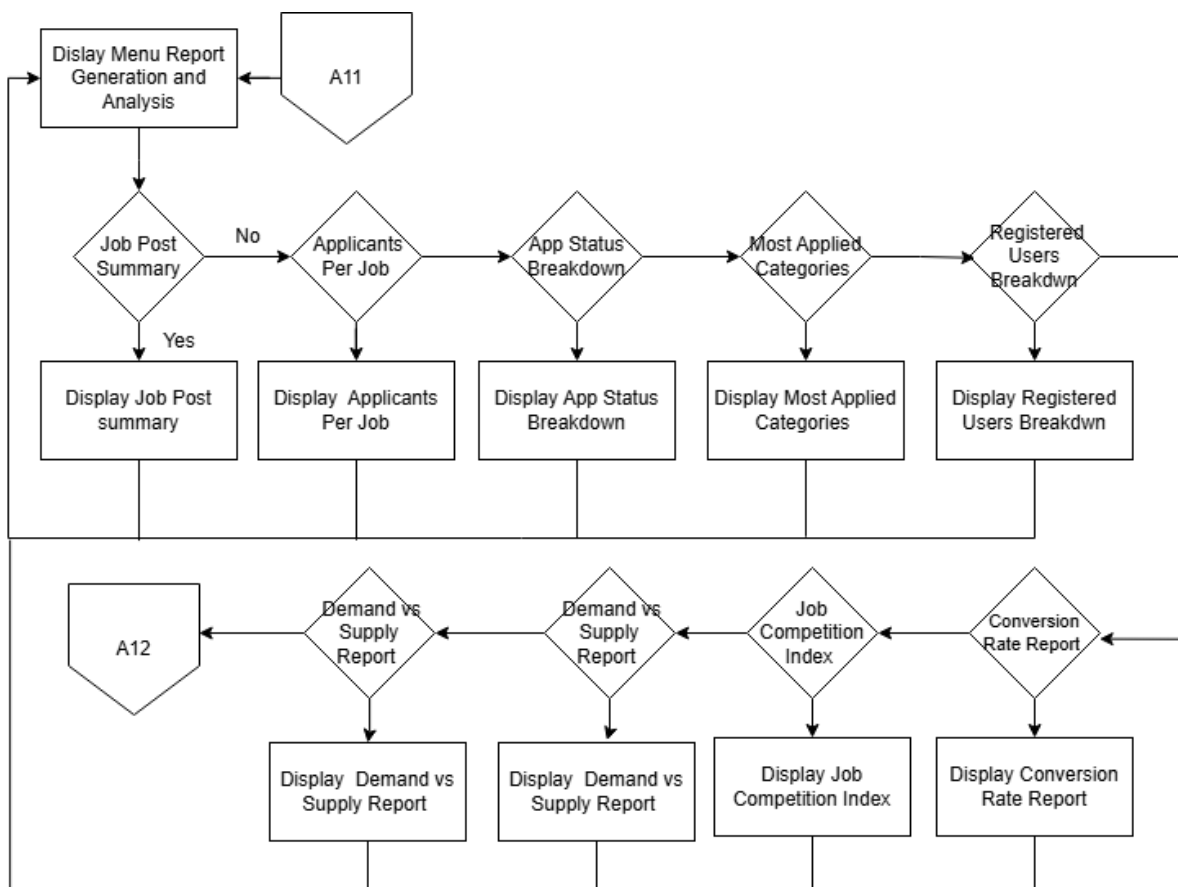 Dislay Menu Report
Generation and
Analysis
A11
Job Post
Summary
No
Applicants
Per Job
App Status
Breakdown
Most Applied
Categories
Registered
Users
Breakdwn
Yes
Display Job Post
summary
Display Applicants
Per Job
Display App Status
Breakdown
Display Most Applied
Categories
Display Registered
Users Breakdwn
A12
Demand vs
Supply
Report
Demand vs
Supply
Report
Job
Competition
Index
Conversion
Rate Report
Display Demand vs
Supply Report
Display Demand vs
Supply Report
Display Job
Competition Index
Display Conversion
Rate Report